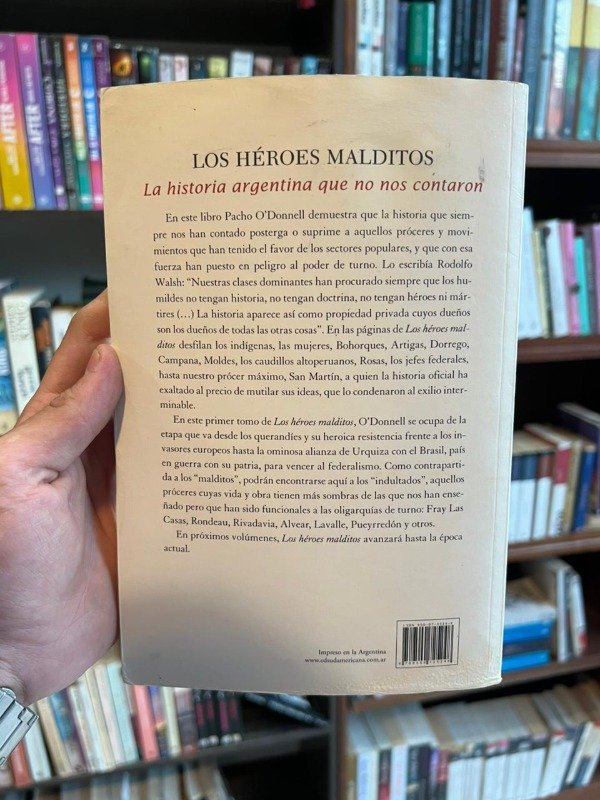 LOS HÉROES MALDITOS
La historia argentina que no nos contaron
En este libro Pacho O'Donnell demuestra que la historia que siem-
pre nos han contado posterga o suprime a aquellos próceres y movi-
mientos que han tenido el favor de los sectores populares, y que con esa
fuerza han puesto en peligro al poder de turno. Lo escribía Rodolfo
Walsh: “Nuestras clases dominantes han procurado siempre que los hu-
mildes no tengan historia, no tengan doctrina, no tengan héroes ni már-
tires (…) La historia aparece así como propiedad privada cuyos dueños
son los dueños de todas las otras cosas”. En las páginas de Los héroes mal-
ditos desfilan los indígenas, las mujeres, Bohorques, Artigas, Dorrego,
Campana, Moldes, los caudillos altoperuanos, Rosas, los jefes federales,
hasta nuestro prócer máximo, San Martín, a quien la historia oficial ha
exaltado al precio de mutilar sus ideas, que lo condenaron al exilio inter-
minable.
En este primer tomo de Los héroes malditos, O'Donnell se ocupa de la
etapa que va desde los querandíes y su heroica resistencia frente a los in-
vasores europeos hasta la ominosa alianza de Urquiza con el Brasil, país
en guerra con su patria, para vencer al federalismo. Como contraparti-
da a los “malditos”, podrán encontrarse aquí a los “indultados”, aquellos
próceres cuyas vida y obra tienen más sombras de las que nos han ense-
ñado pero que han sido funcionales a las oligarquías de turno: Fray Las
Casas, Rondeau, Rivadavia, Alvear, Lavalle, Pueyrredón y otros.
En próximos volúmenes, Los héroes malditos avanzará hasta la época
actual.
Impreso en la Argentina
www.edsudamericana.com.ar
AFTER
AFTER